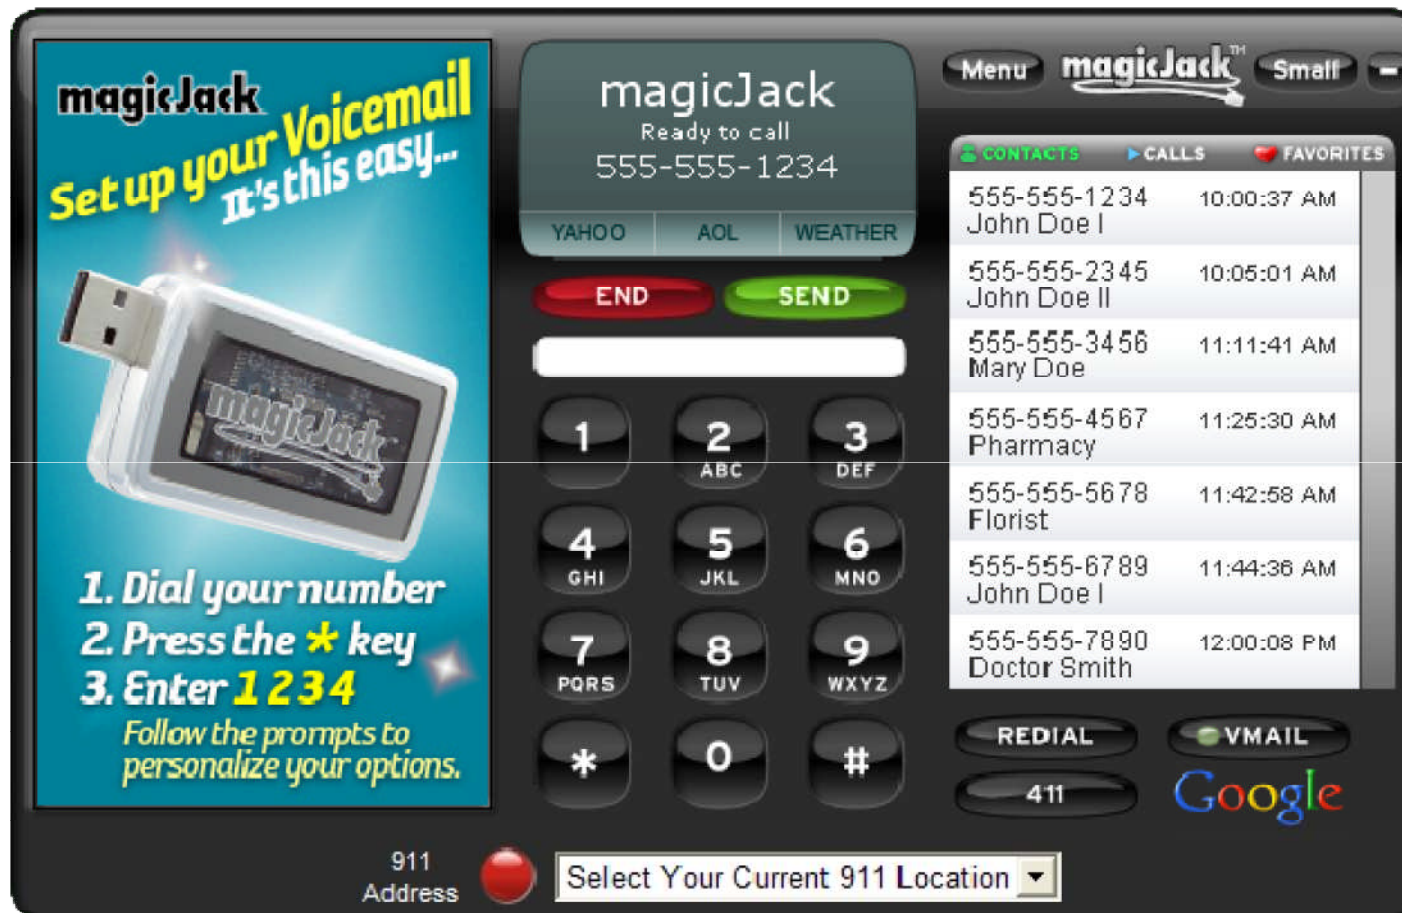 magicJack
Set up your Voicemail
It's this easy...
magicJack
1. Dial your number
2. Press the * key
3. Enter 1 2 3 4
Follow the prompts to
personalize your options.
magicJack
Ready to call
555-555-1234
YAHOO AOL WEATHER
END SEND
1 2 3
ABC DEF
4 5 6
GHI JKL MNO
7 8 9
PQRS TUV WXYZ
* 0 #
Menu magicJack™ Small –
CONTACTS CALLS FAVORITES
555-555-1234 10:00:37 AM
John Doe I
555-555-2345 10:05:01 AM
John Doe II
555-555-3456 11:11:41 AM
Mary Doe
555-555-4567 11:25:30 AM
Pharmacy
555-555-5678 11:42:58 AM
Florist
555-555-6789 11:44:36 AM
John Doe I
555-555-7890 12:00:08 PM
Doctor Smith
REDIAL VMAIL
411 Google
911
Address
Select Your Current 911 Location